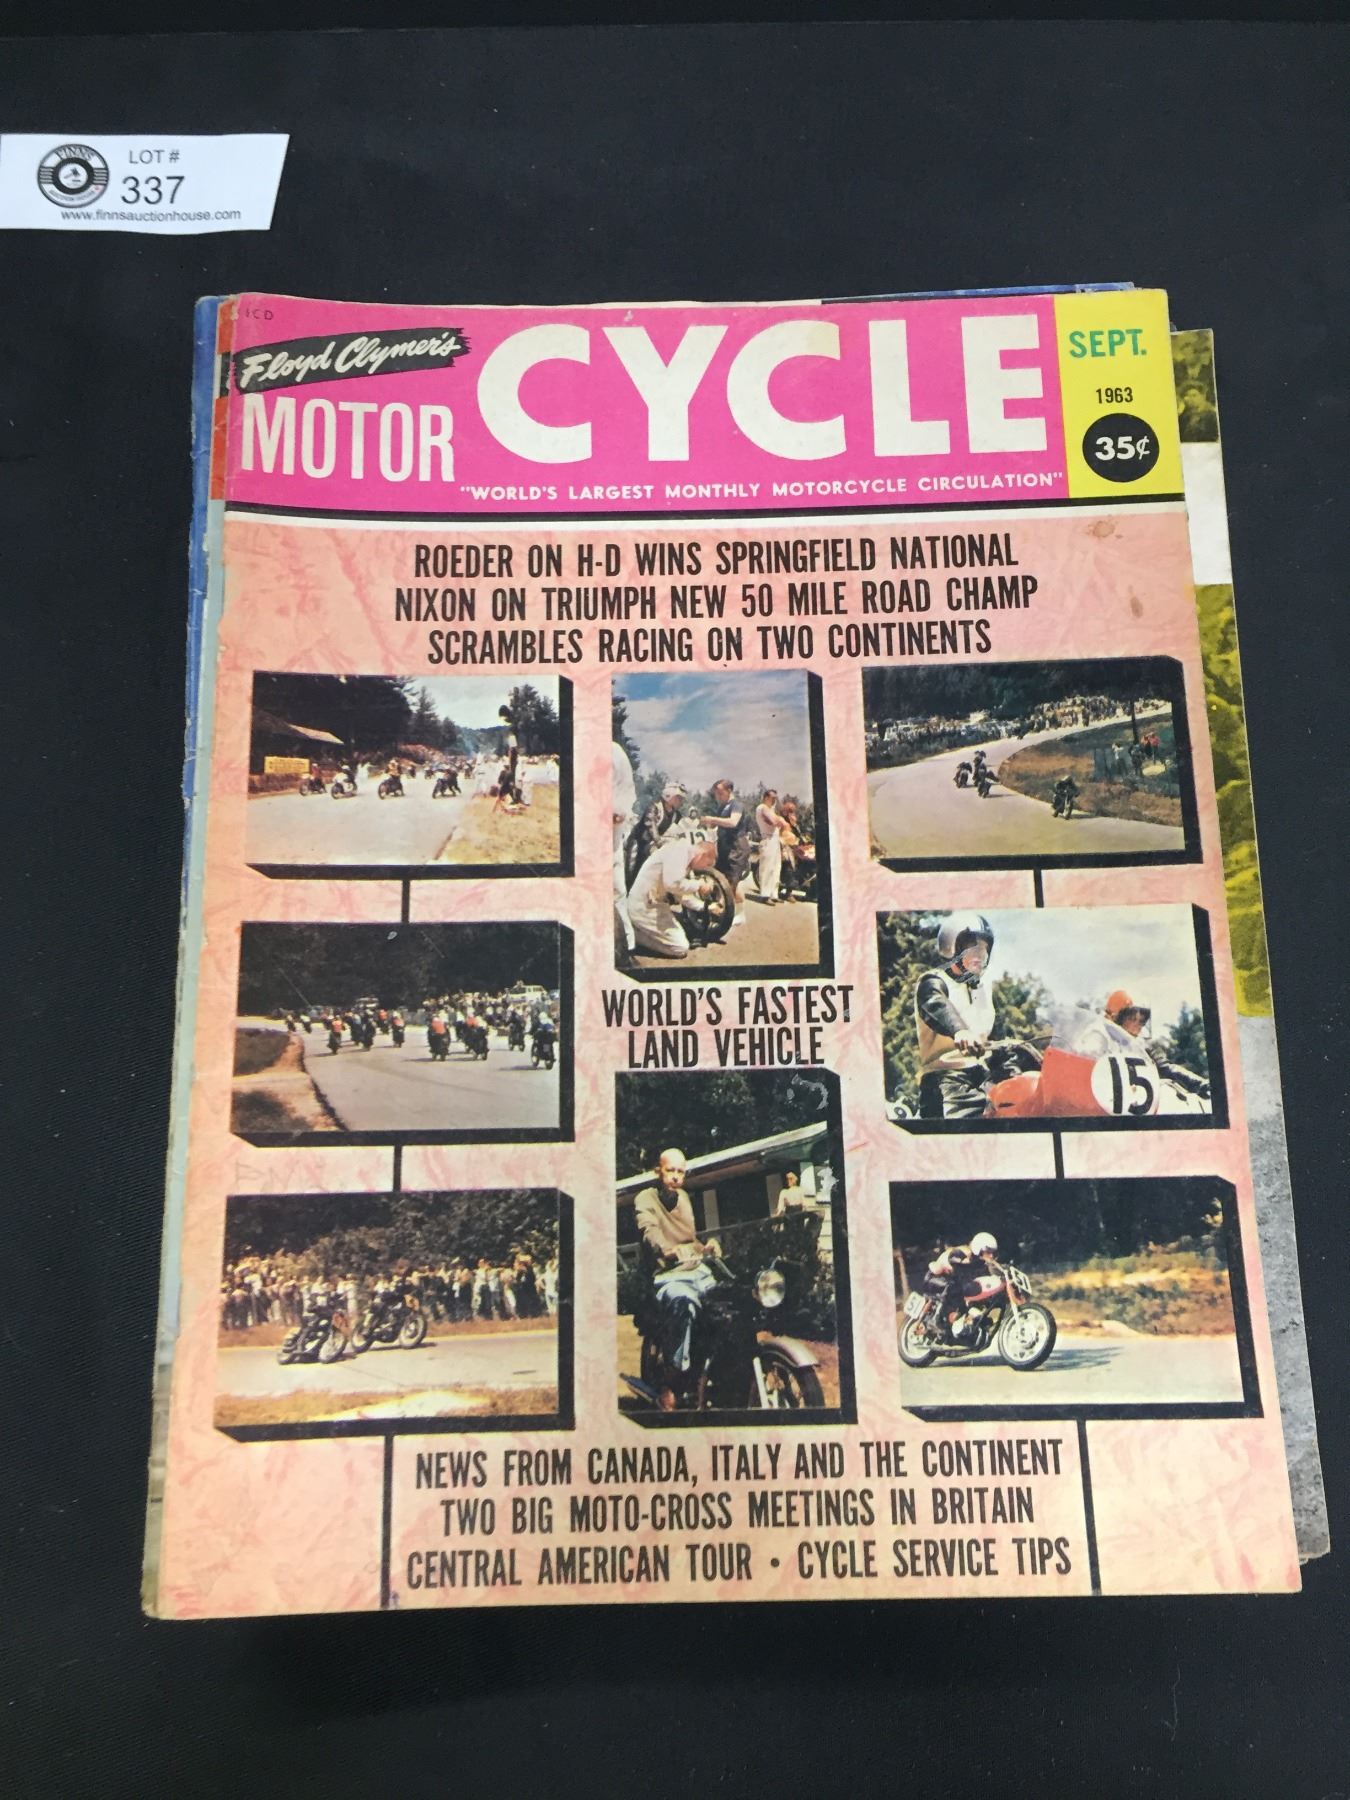 FINNS
LOT #
337
www.finnsauctionhouse.com
Floyd Clymer's
MOTOR CYCLE
"WORLD'S LARGEST MONTHLY MOTORCYCLE CIRCULATION"
SEPT.
1963
35¢
ROEDER ON H-D WINS SPRINGFIELD NATIONAL
NIXON ON TRIUMPH NEW 50 MILE ROAD CHAMP
SCRAMBLES RACING ON TWO CONTINENTS
WORLD'S FASTEST
LAND VEHICLE
15
NEWS FROM CANADA, ITALY AND THE CONTINENT
TWO BIG MOTO-CROSS MEETINGS IN BRITAIN
CENTRAL AMERICAN TOUR • CYCLE SERVICE TIPS